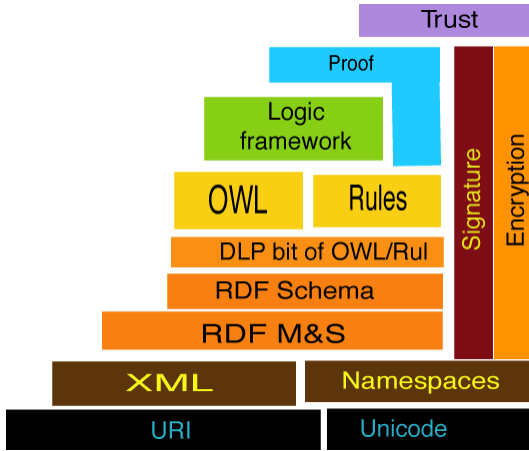 Trust
Proof
Logic
framework
OWL
Rules
DLP bit of OWL/Rul
RDF Schema
RDF M&S
Signature
Encryption
XML
Namespaces
URI
Unicode